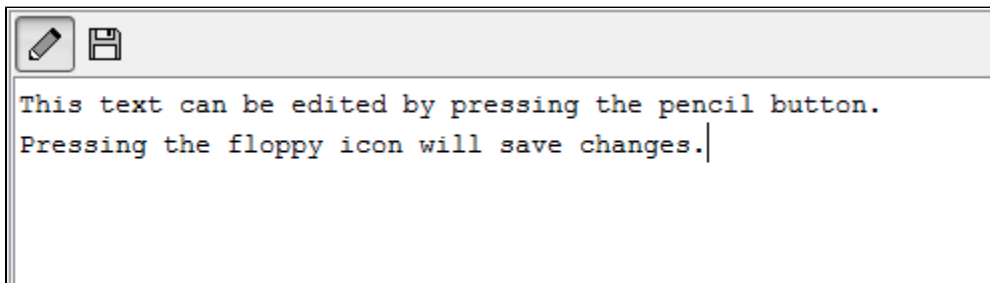 This text can be edited by pressing the pencil button.
Pressing the floppy icon will save changes.